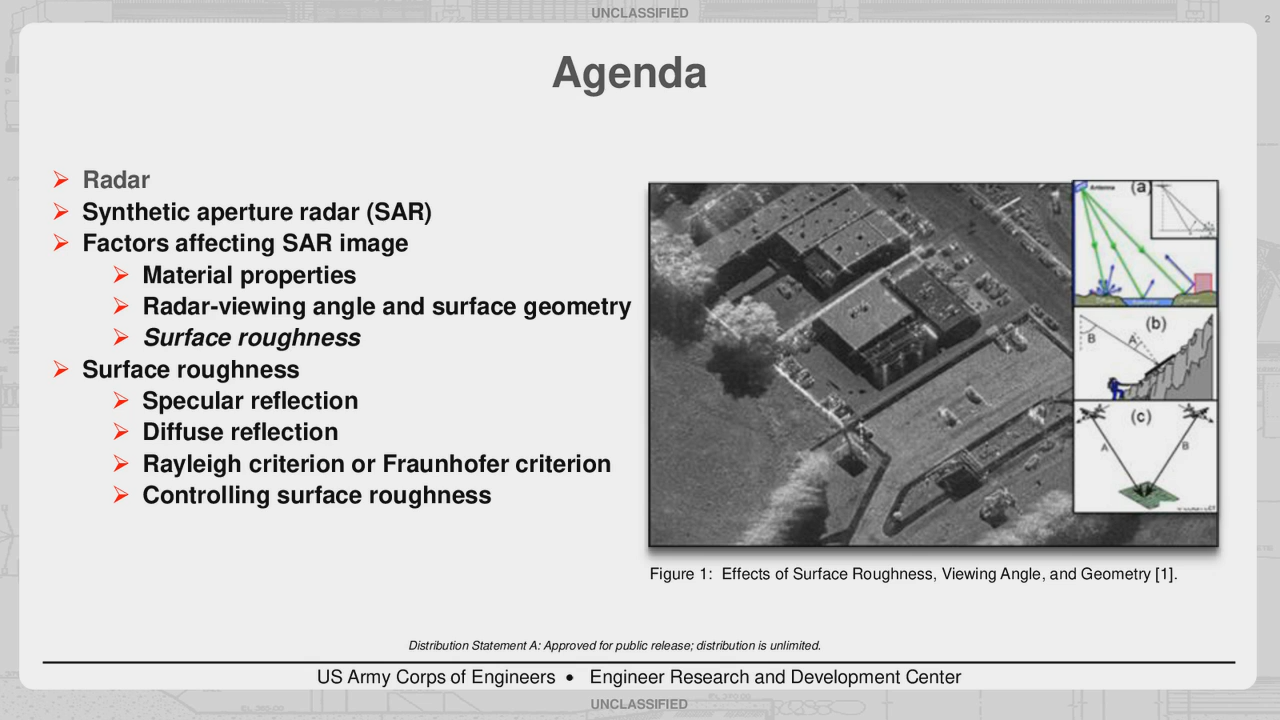 UNCLASSIFIED
2
Agenda
Radar
Synthetic aperture radar (SAR)
Factors affecting SAR image
Material properties
Radar-viewing angle and surface geometry
Surface roughness
Surface roughness
Specular reflection
Diffuse reflection
Rayleigh criterion or Fraunhofer criterion
Controlling surface roughness
Antenna
(a)
(b)
B
A
(c)
A
B
Figure 1: Effects of Surface Roughness, Viewing Angle, and Geometry [1].
Distribution Statement A: Approved for public release; distribution is unlimited.
US Army Corps of Engineers • Engineer Research and Development Center
UNCLASSIFIED